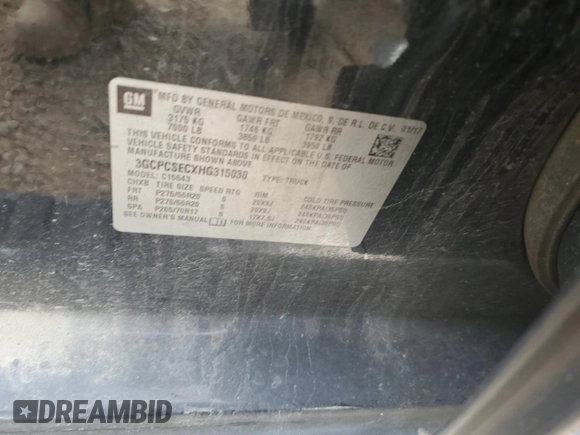 GM MFD BY GENERAL MOTORS DE MEXICO, S. DE R.L. DE C.V. 01/17
GVWR GAWR FRT GAWR RR
3175 KG 1746 KG 1792 KG
7000 LB 3850 LB 3950 LB
THIS VEHICLE CONFORMS TO ALL APPLICABLE U.S. FEDERAL MOTOR
VEHICLE SAFETY STANDARDS IN EFFECT ON THE DATE OF
MANUFACTURE SHOWN ABOVE.
3GCPCSECXHG315030 TYPE: TRUCK
MODEL: C15543
TIRE SIZE SPEED RTG RIM COLD TIRE PRESSURE
FRT P275/55R20 S 20X9J
RR P275/55R20 S 20X9J
SPA P265/70R17 S
SEE OWNER'S MANUAL FOR MORE INFORMATION
DREAMBID